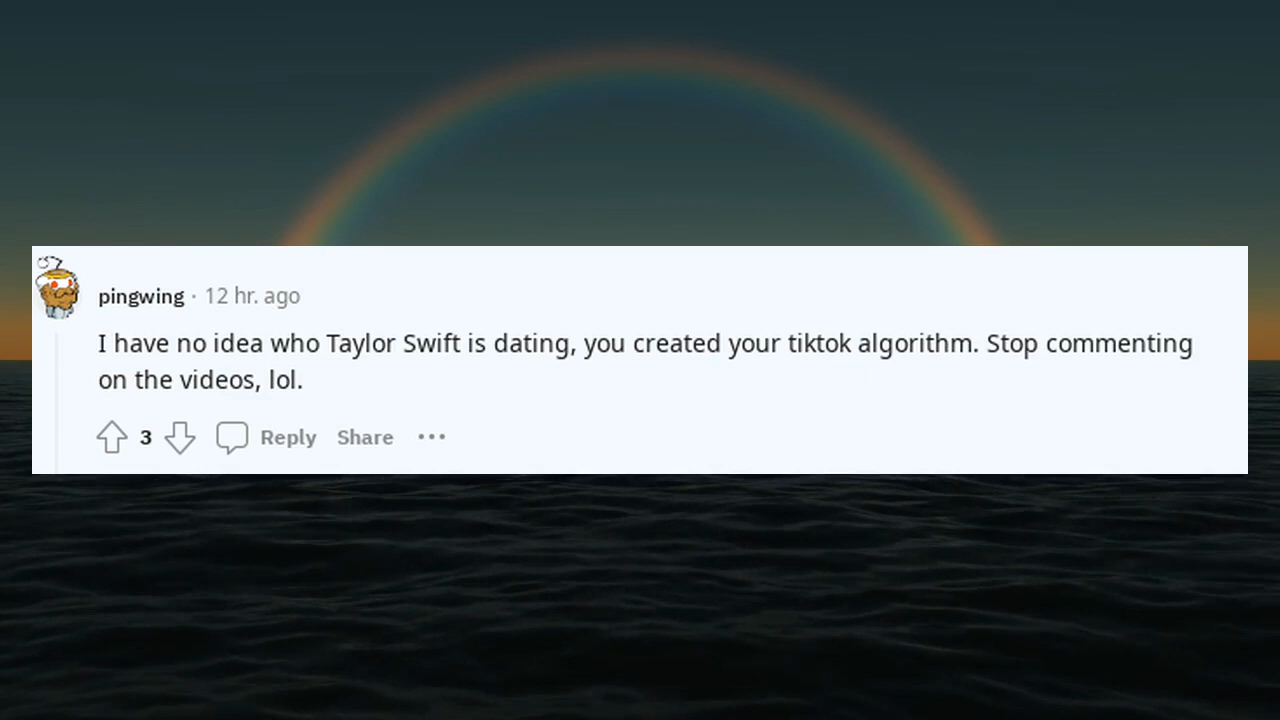 pingwing · 12 hr. ago
I have no idea who Taylor Swift is dating, you created your tiktok algorithm. Stop commenting
on the videos, lol.
3 Reply Share ···